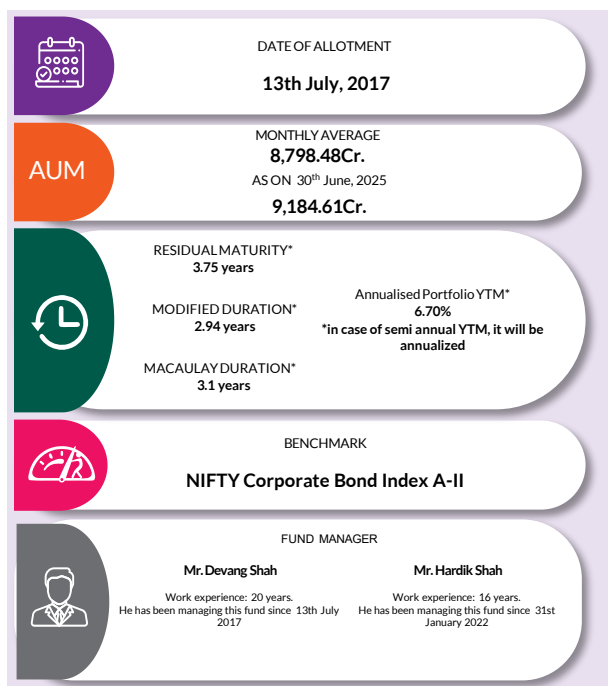 DATE OF ALLOTMENT
13th July, 2017
AUM
MONTHLY AVERAGE
8,798.48Cr.
AS ON 30th June, 2025
9,184.61Cr.
RESIDUAL MATURITY*
3.75 years
MODIFIED DURATION*
2.94 years
MACAULAY DURATION*
3.1 years
Annualised Portfolio YTM*
6.70%
*in case of semi annual YTM, it will be
annualized
BENCHMARK
NIFTY Corporate Bond Index A-II
FUND MANAGER
Mr. Devang Shah
Work experience: 20 years.
He has been managing this fund since 13th July
2017
Mr. Hardik Shah
Work experience: 16 years.
He has been managing this fund since 31st
January 2022